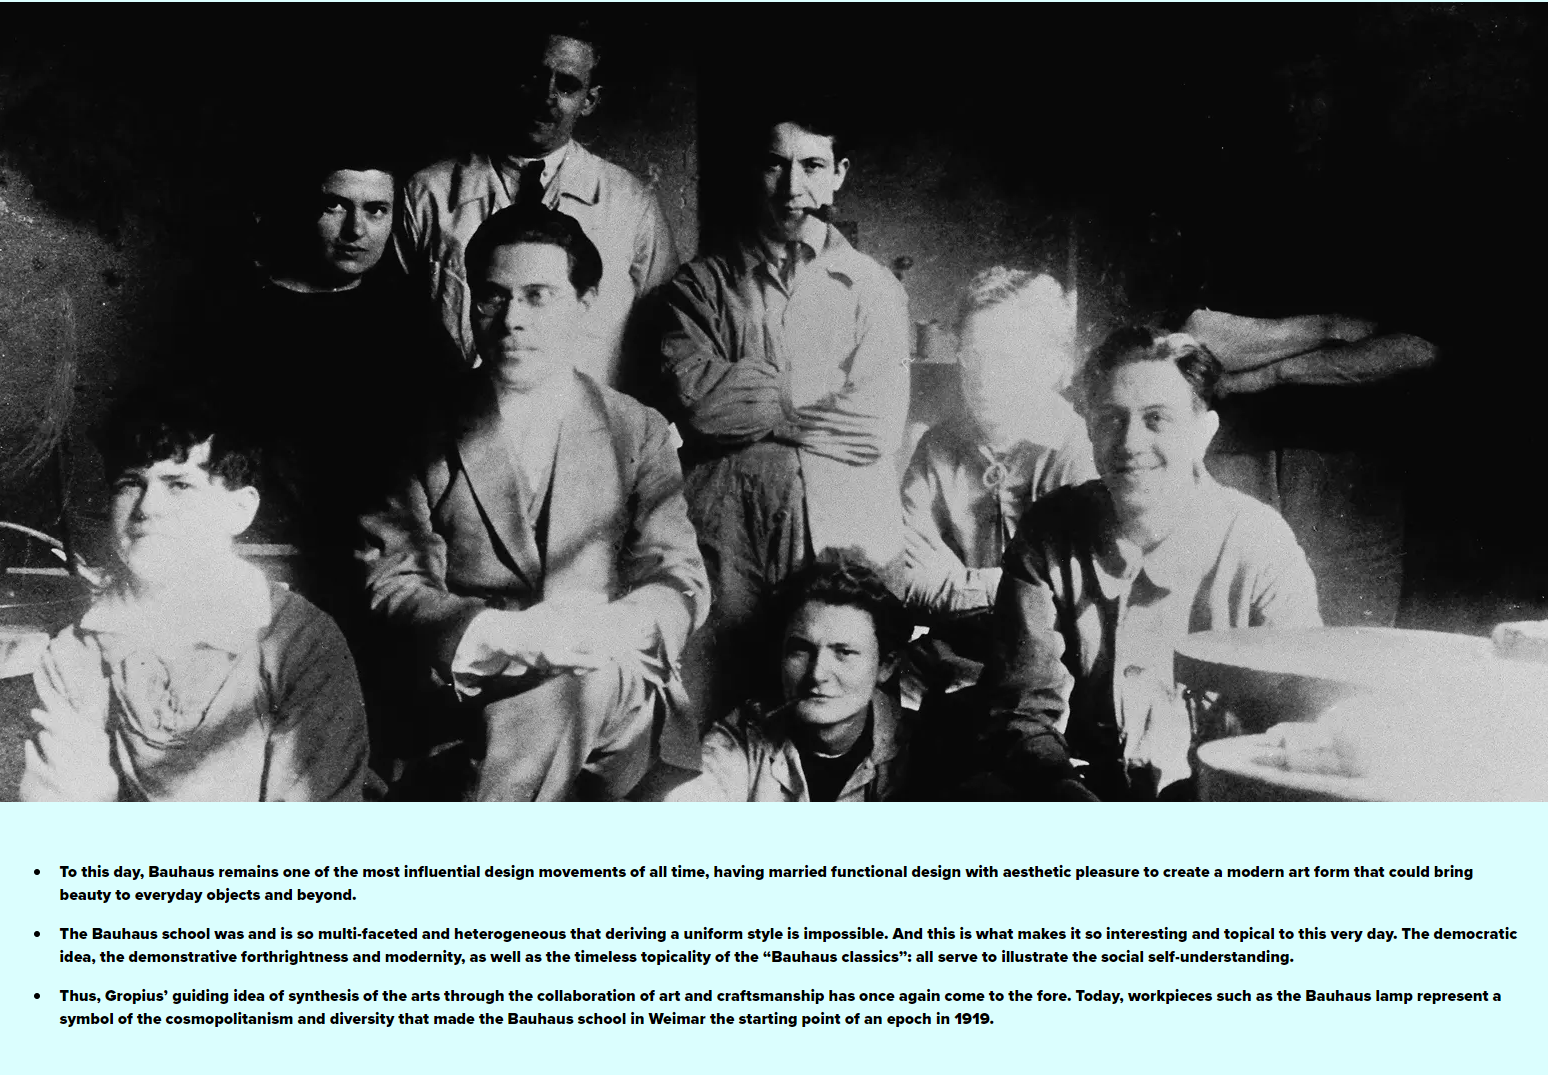 • To this day, Bauhaus remains one of the most influential design movements of all time, having married functional design with aesthetic pleasure to create a modern art form that could bring
beauty to everyday objects and beyond.
• The Bauhaus school was and is so multi-faceted and heterogeneous that deriving a uniform style is impossible. And this is what makes it so interesting and topical to this very day. The democratic
idea, the demonstrative forthrightness and modernity, as well as the timeless topicality of the “Bauhaus classics”: all serve to illustrate the social self-understanding.
• Thus, Gropius’ guiding idea of synthesis of the arts through the collaboration of art and craftsmanship has once again come to the fore. Today, workpieces such as the Bauhaus lamp represent a
symbol of the cosmopolitanism and diversity that made the Bauhaus school in Weimar the starting point of an epoch in 1919.